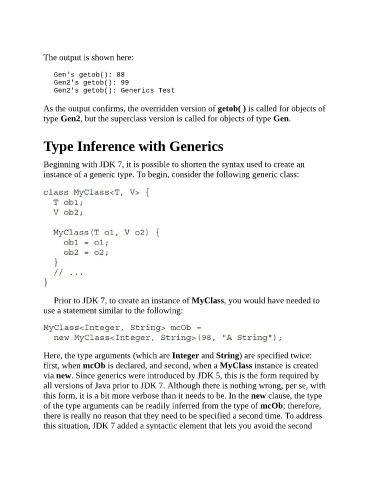 The output is shown here:
Gen's getob(): 88
Gen2's getob(): 99
Gen2's getob(): Generics Test
As the output confirms, the overridden version of getob( ) is called for objects of
type Gen2, but the superclass version is called for objects of type Gen.
Type Inference with Generics
Beginning with JDK 7, it is possible to shorten the syntax used to create an
instance of a generic type. To begin, consider the following generic class:
class MyClass<T, V> {
T ob1;
V ob2;
MyClass(T o1, V o2) {
ob1 = o1;
ob2 = o2;
}
// ...
}
Prior to JDK 7, to create an instance of MyClass, you would have needed to
use a statement similar to the following:
MyClass<Integer, String> mcOb =
new MyClass<Integer, String>(98, "A String");
Here, the type arguments (which are Integer and String) are specified twice:
first, when mcOb is declared, and second, when a MyClass instance is created
via new. Since generics were introduced by JDK 5, this is the form required by
all versions of Java prior to JDK 7. Although there is nothing wrong, per se, with
this form, it is a bit more verbose than it needs to be. In the new clause, the type
of the type arguments can be readily inferred from the type of mcOb; therefore,
there is really no reason that they need to be specified a second time. To address
this situation, JDK 7 added a syntactic element that lets you avoid the second